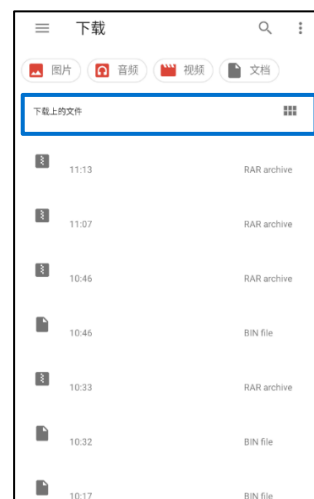 下载
图片 音频 视频 文档
下载上的文件
11:13 RAR archive
11:07 RAR archive
10:46 RAR archive
10:46 BIN file
10:33 RAR archive
10:32 BIN file
10:17 BIN file